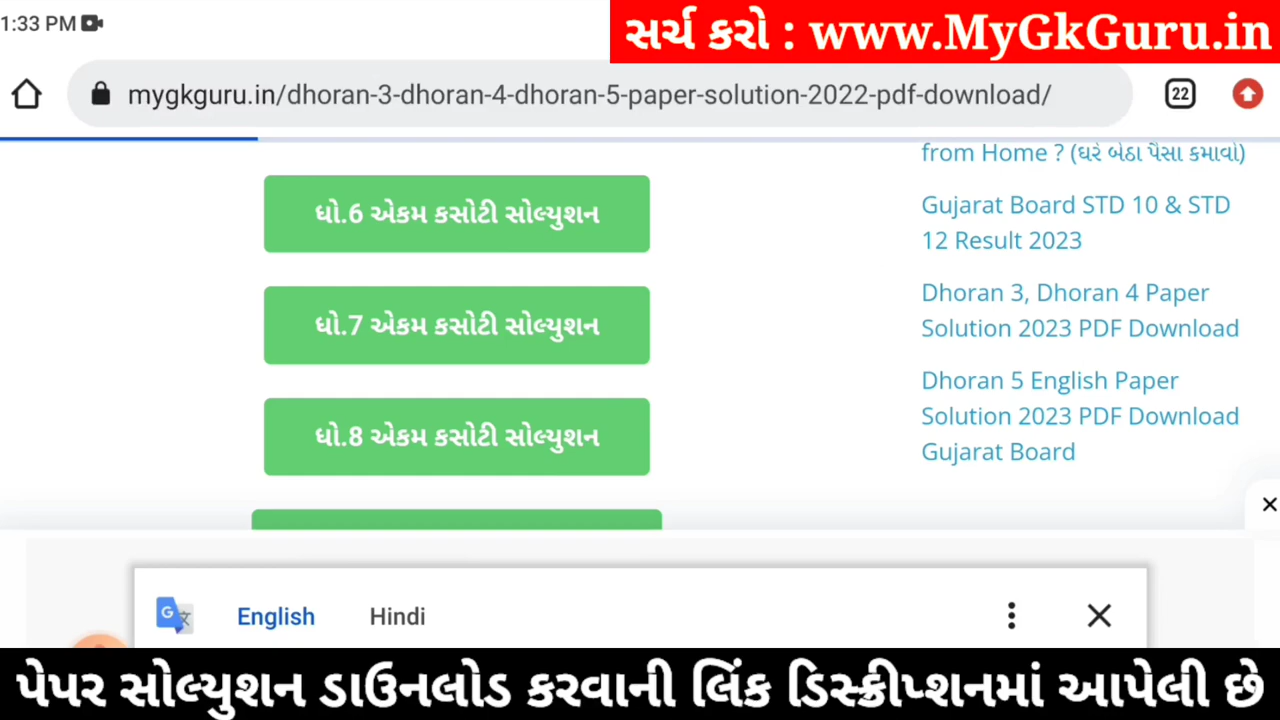 1:33 PM
સર્ચ કરો : www.MyGkGuru.in
mygkguru.in/dhoran-3-dhoran-4-dhoran-5-paper-solution-2022-pdf-download/
22
from Home ? (ઘરે બેઠા પૈસા કમાવો)
ધો.6 એકમ કસોટી સોલ્યુશન
Gujarat Board STD 10 & STD
12 Result 2023
ધો.7 એકમ કસોટી સોલ્યુશન
Dhoran 3, Dhoran 4 Paper
Solution 2023 PDF Download
ધો.8 એકમ કસોટી સોલ્યુશન
Dhoran 5 English Paper
Solution 2023 PDF Download
Gujarat Board
English Hindi
પેપર સોલ્યુશન ડાઉનલોડ કરવાની લિંક ડિસ્ક્રીપ્શનમાં આપેલી છે